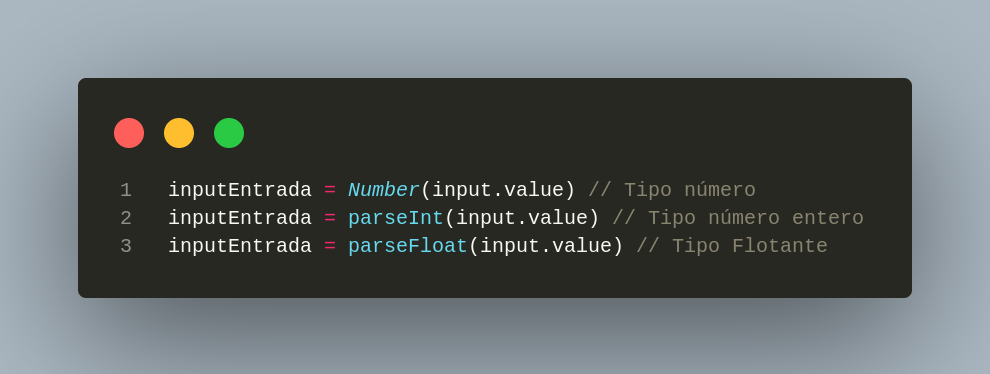 1 inputEntrada = Number(input.value) // Tipo número
2 inputEntrada = parseInt(input.value) // Tipo número entero
3 inputEntrada = parseFloat(input.value) // Tipo Flotante